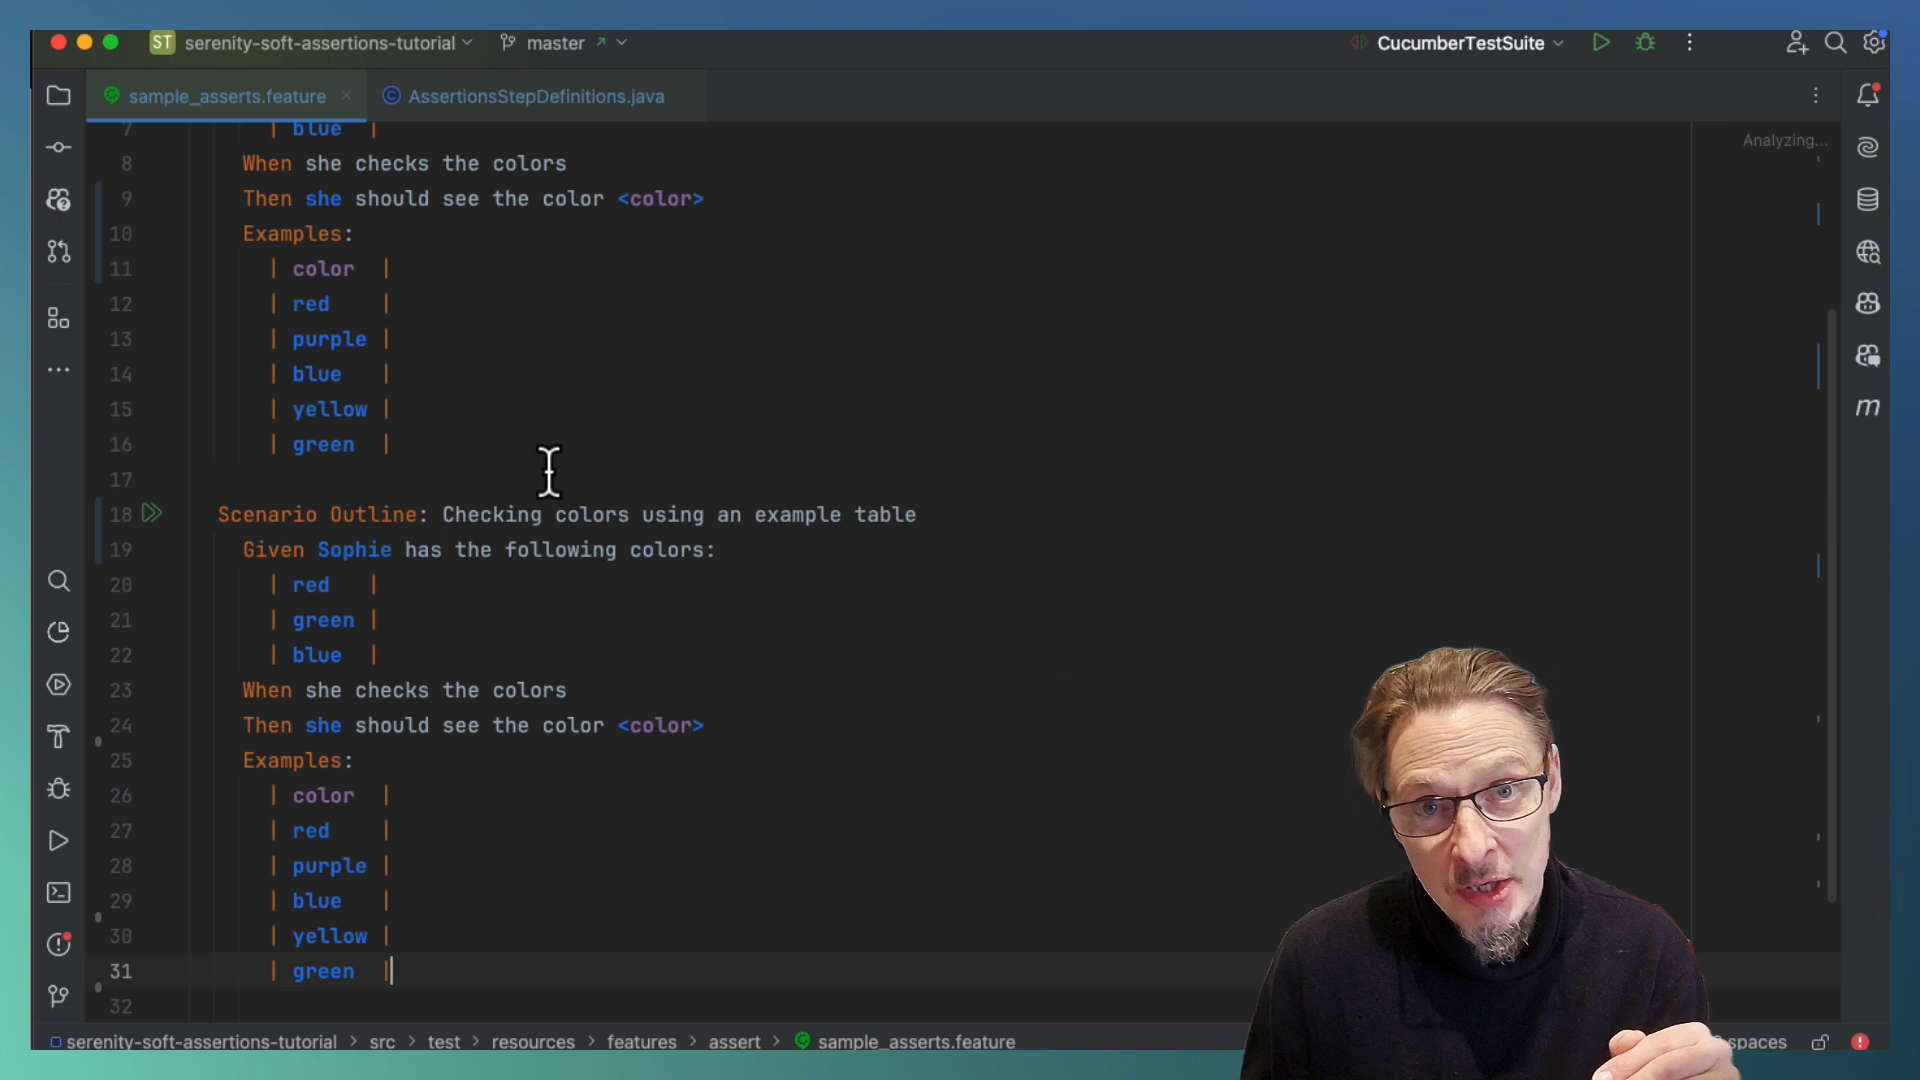 ST serenity-soft-assertions-tutorial master CucumberTestSuite
sample_asserts.feature AssertionsStepDefinitions.java
Analyzing...
7 | blue |
8 When she checks the colors
9 Then she should see the color <color>
10 Examples:
11 | color |
12 | red |
13 | purple |
14 | blue |
15 | yellow |
16 | green |
17
18 Scenario Outline: Checking colors using an example table
19 Given Sophie has the following colors:
20 | red |
21 | green |
22 | blue |
23 When she checks the colors
24 Then she should see the color <color>
25 Examples:
26 | color |
27 | red |
28 | purple |
29 | blue |
30 | yellow |
31 | green |
32
serenity-soft-assertions-tutorial > src > test > resources > features > assert > sample_asserts.feature spaces